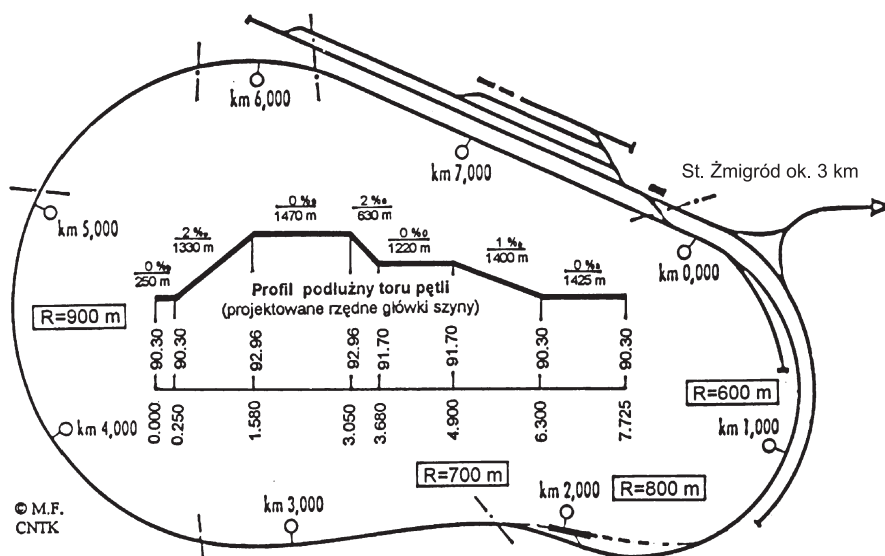 km 6,000
km 7,000
St. Żmigród ok. 3 km
km 5,000
km 0,000
0 ‰
1470 m
2 ‰
630 m
2 ‰
1330 m
0 ‰
1220 m
1 ‰
1400 m
0 ‰
250 m
0 ‰
1425 m
Profil podłużny toru pętli
(projektowane rzędne główki szyny)
R=900 m
90.30
90.30
92.96
92.96
91.70
91.70
90.30
90.30
0.000
0.250
1.580
3.050
3.680
4.900
6.300
7.725
R=600 m
km 4,000
km 1,000
R=700 m
km 2,000
R=800 m
km 3,000
© M.F.
CNTK